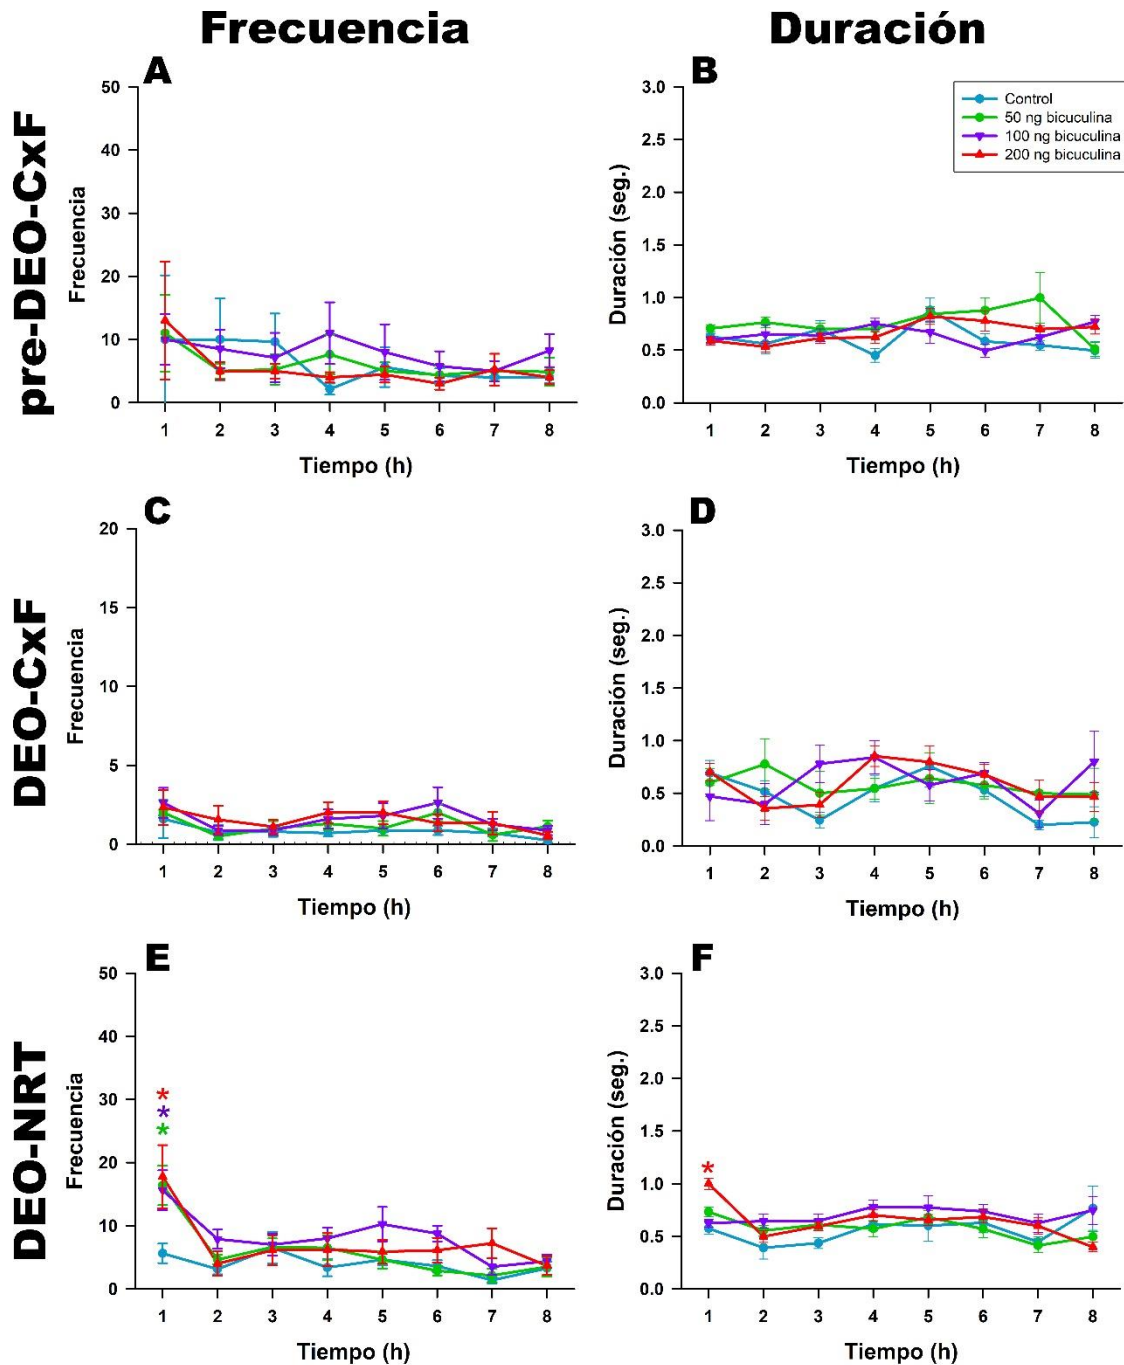 Frecuencia Duración
pre-DEO-CxF
A
50
40
30
20
10
0
Frecuencia
1 2 3 4 5 6 7 8
Tiempo (h)
B
3.0
2.5
2.0
1.5
1.0
0.5
0.0
Duración (seg.)
1 2 3 4 5 6 7 8
Tiempo (h)
Control
50 ng bicuculina
100 ng bicuculina
200 ng bicuculina
DEO-CxF
C
20
15
10
5
0
Frecuencia
1 2 3 4 5 6 7 8
Tiempo (h)
D
3.0
2.5
2.0
1.5
1.0
0.5
0.0
Duración (seg.)
1 2 3 4 5 6 7 8
Tiempo (h)
DEO-NRT
E
50
40
30
20
10
0
Frecuencia
* 
* 
* 
1 2 3 4 5 6 7 8
Tiempo (h)
F
3.0
2.5
2.0
1.5
1.0
0.5
0.0
Duración (seg.)
*
1 2 3 4 5 6 7 8
Tiempo (h)